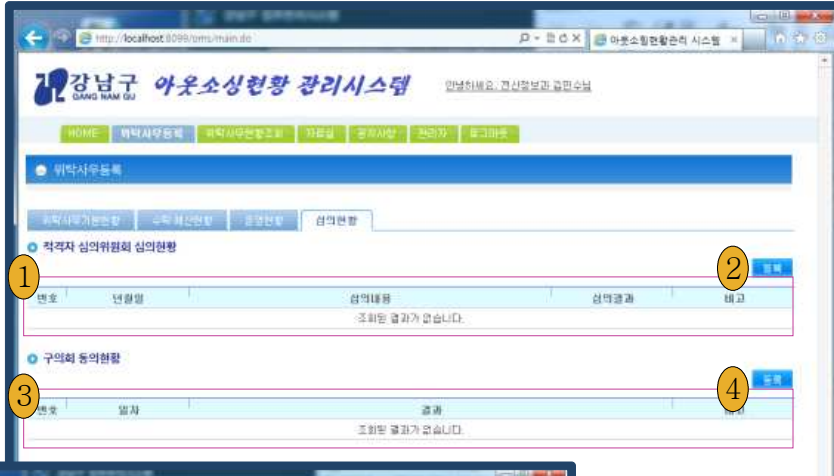 http://localhost:8099/oms/main.do
아웃소싱현황관리 시스템
강남구
GANG NAM GU
아웃소싱현황 관리시스템
안녕하세요. 전산정보과 김민수님
HOME 위탁사무등록 위탁사무현황조회 자료실 공지사항 관리자 로그아웃
위탁사무등록
위탁사무기본현황 수탁 예산현황 운영현황 심의현황
적격자 심의위원회 심의현황
1
2
등록
번호 년월일 심의내용 심의결과 비고
조회된 결과가 없습니다.
구의회 동의현황
3
4
등록
번호 일자 결과
조회된 결과가 없습니다.